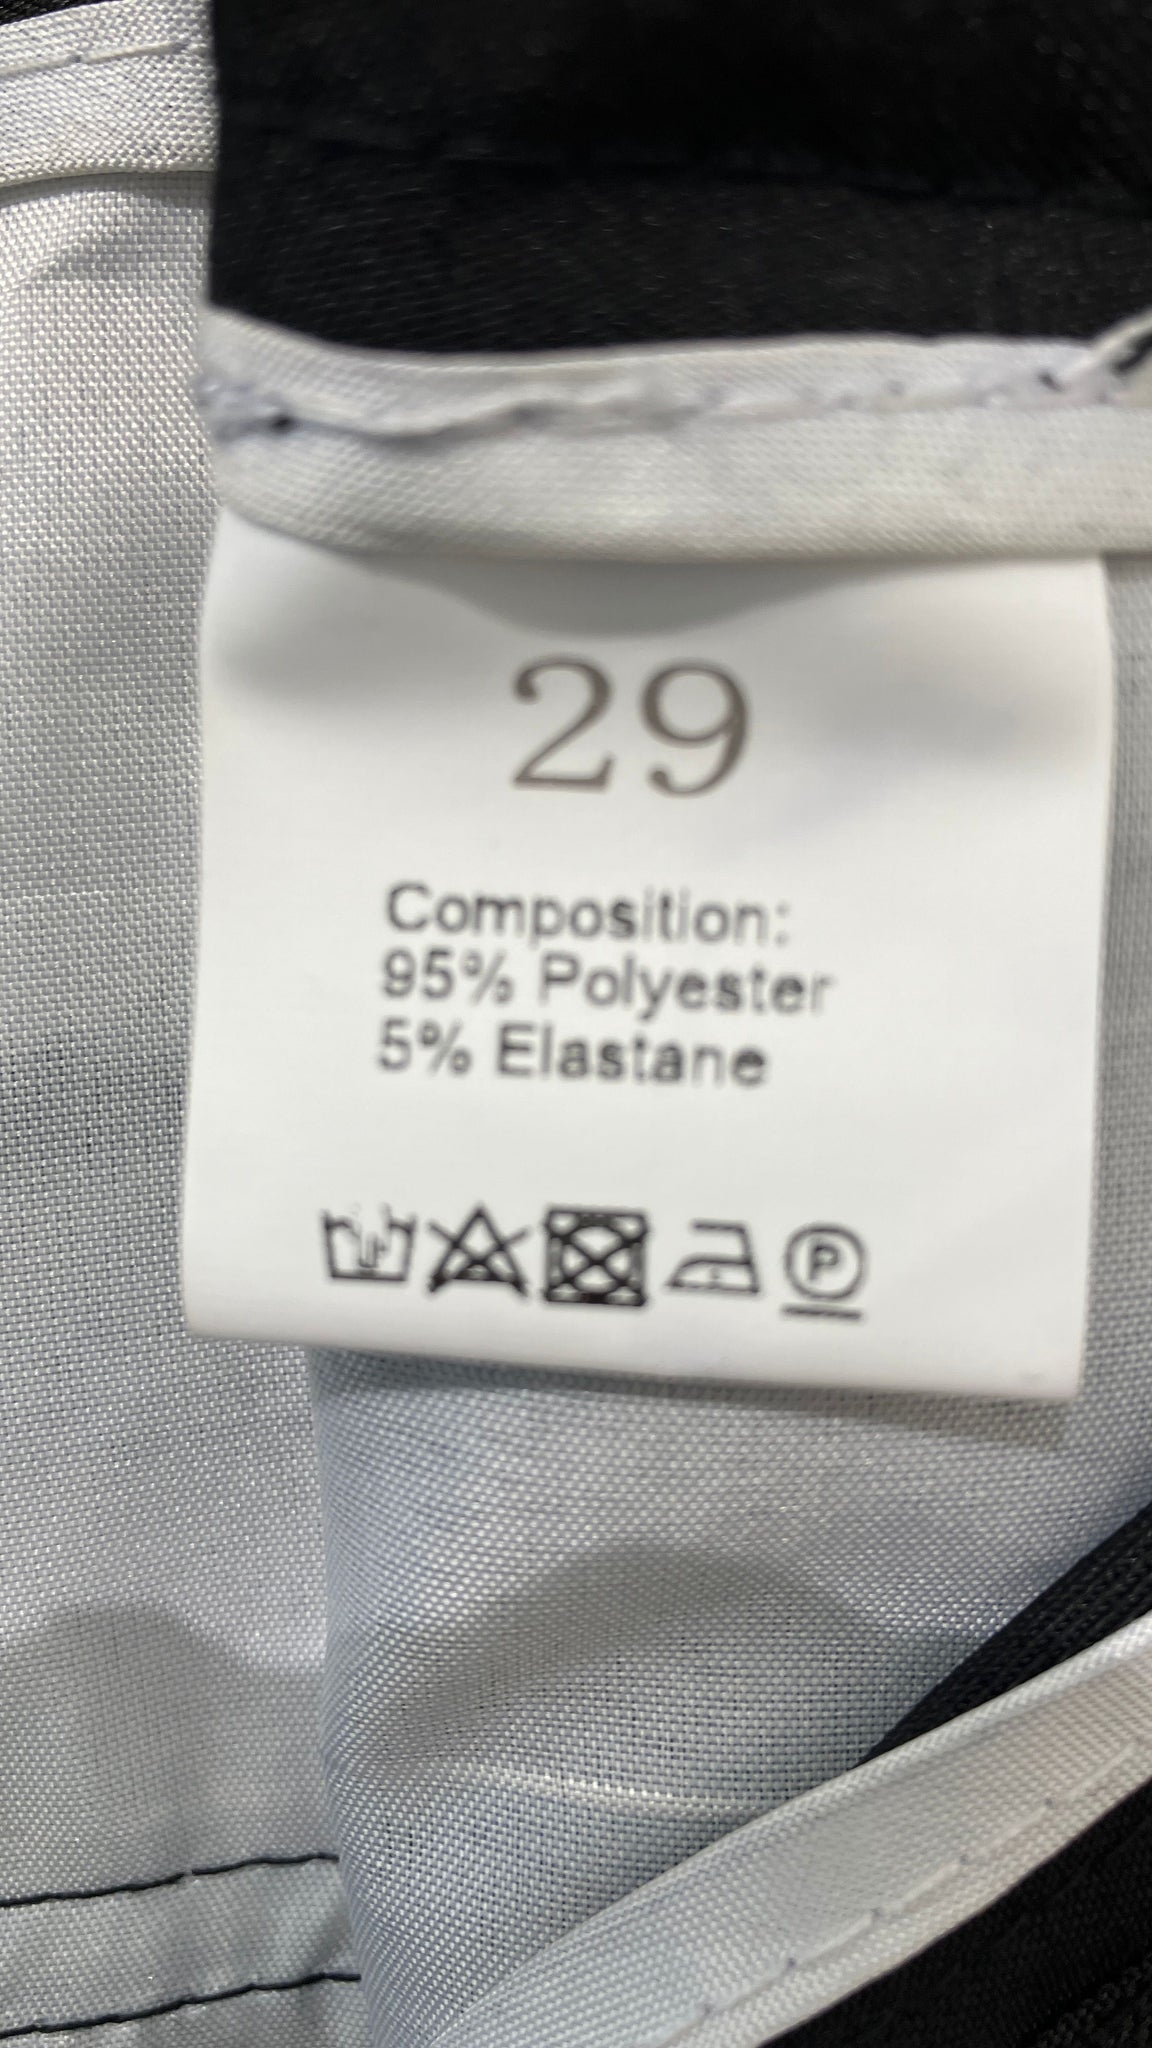 29
Composition:
95% Polyester
5% Elastane
P